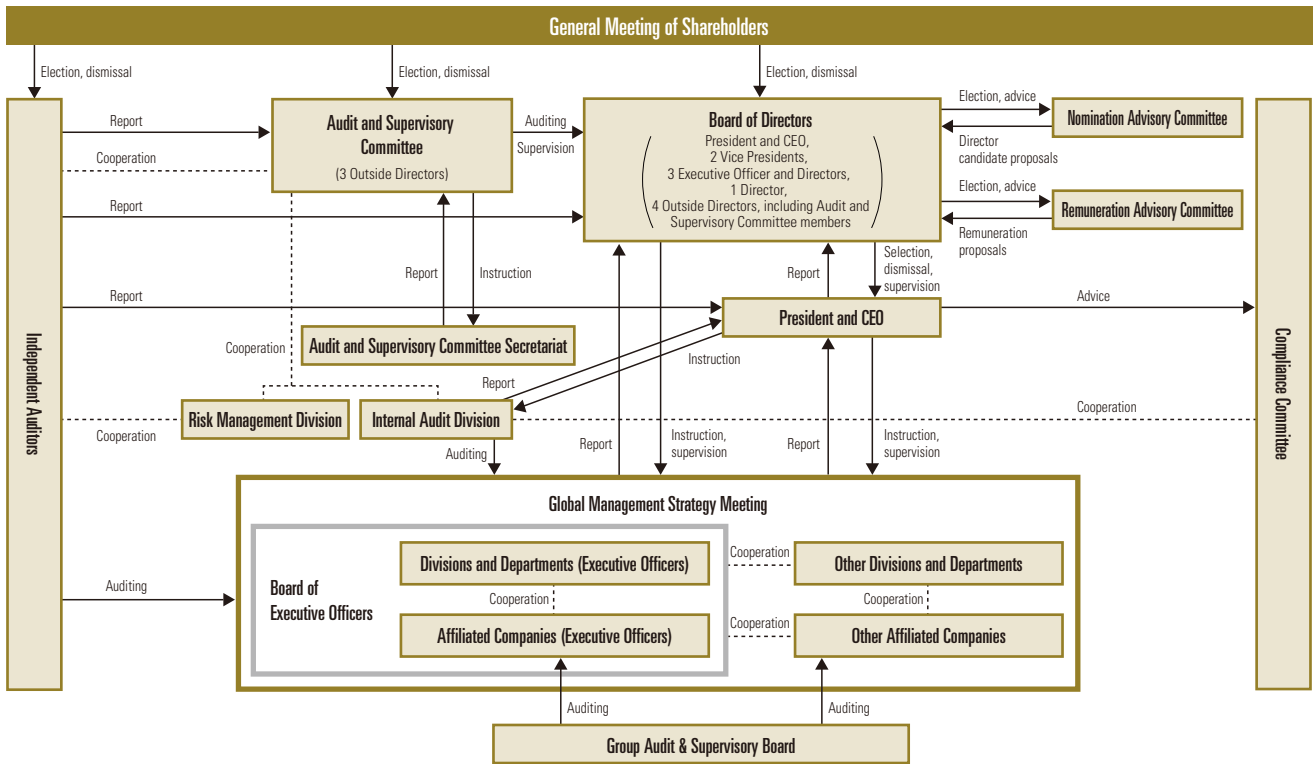 General Meeting of Shareholders
Election, dismissal
Election, dismissal
Election, dismissal
Independent Auditors
Report
Cooperation
Report
Audit and Supervisory
Committee
(3 Outside Directors)
Auditing
Supervision
Board of Directors
President and CEO,
2 Vice Presidents,
3 Executive Officer and Directors,
1 Director,
4 Outside Directors, including Audit and
Supervisory Committee members
Election, advice
Director
candidate proposals
Nomination Advisory Committee
Election, advice
Remuneration
proposals
Remuneration Advisory Committee
Compliance Committee
Report
Instruction
Report
Selection,
dismissal,
supervision
Report
President and CEO
Advice
Audit and Supervisory Committee Secretariat
Cooperation
Report
Instruction
Risk Management Division
Internal Audit Division
Cooperation
Cooperation
Auditing
Report
Instruction,
supervision
Report
Instruction,
supervision
Global Management Strategy Meeting
Board of
Executive Officers
Divisions and Departments (Executive Officers)
Cooperation
Other Divisions and Departments
Cooperation
Cooperation
Affiliated Companies (Executive Officers)
Cooperation
Other Affiliated Companies
Auditing
Auditing
Auditing
Group Audit & Supervisory Board